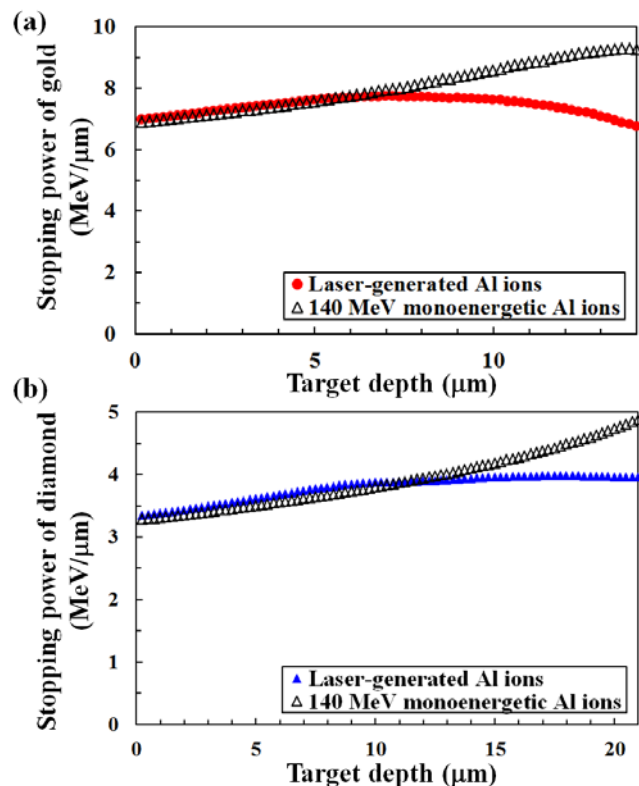 (a)
Stopping power of gold
(MeV/μm)
10
8
6
4
2
0
Laser-generated Al ions
140 MeV monoenergetic Al ions
0
5
10
Target depth (μm)
(b)
Stopping power of diamond
(MeV/μm)
5
4
3
2
1
0
Laser-generated Al ions
140 MeV monoenergetic Al ions
0
5
10
15
20
Target depth (μm)